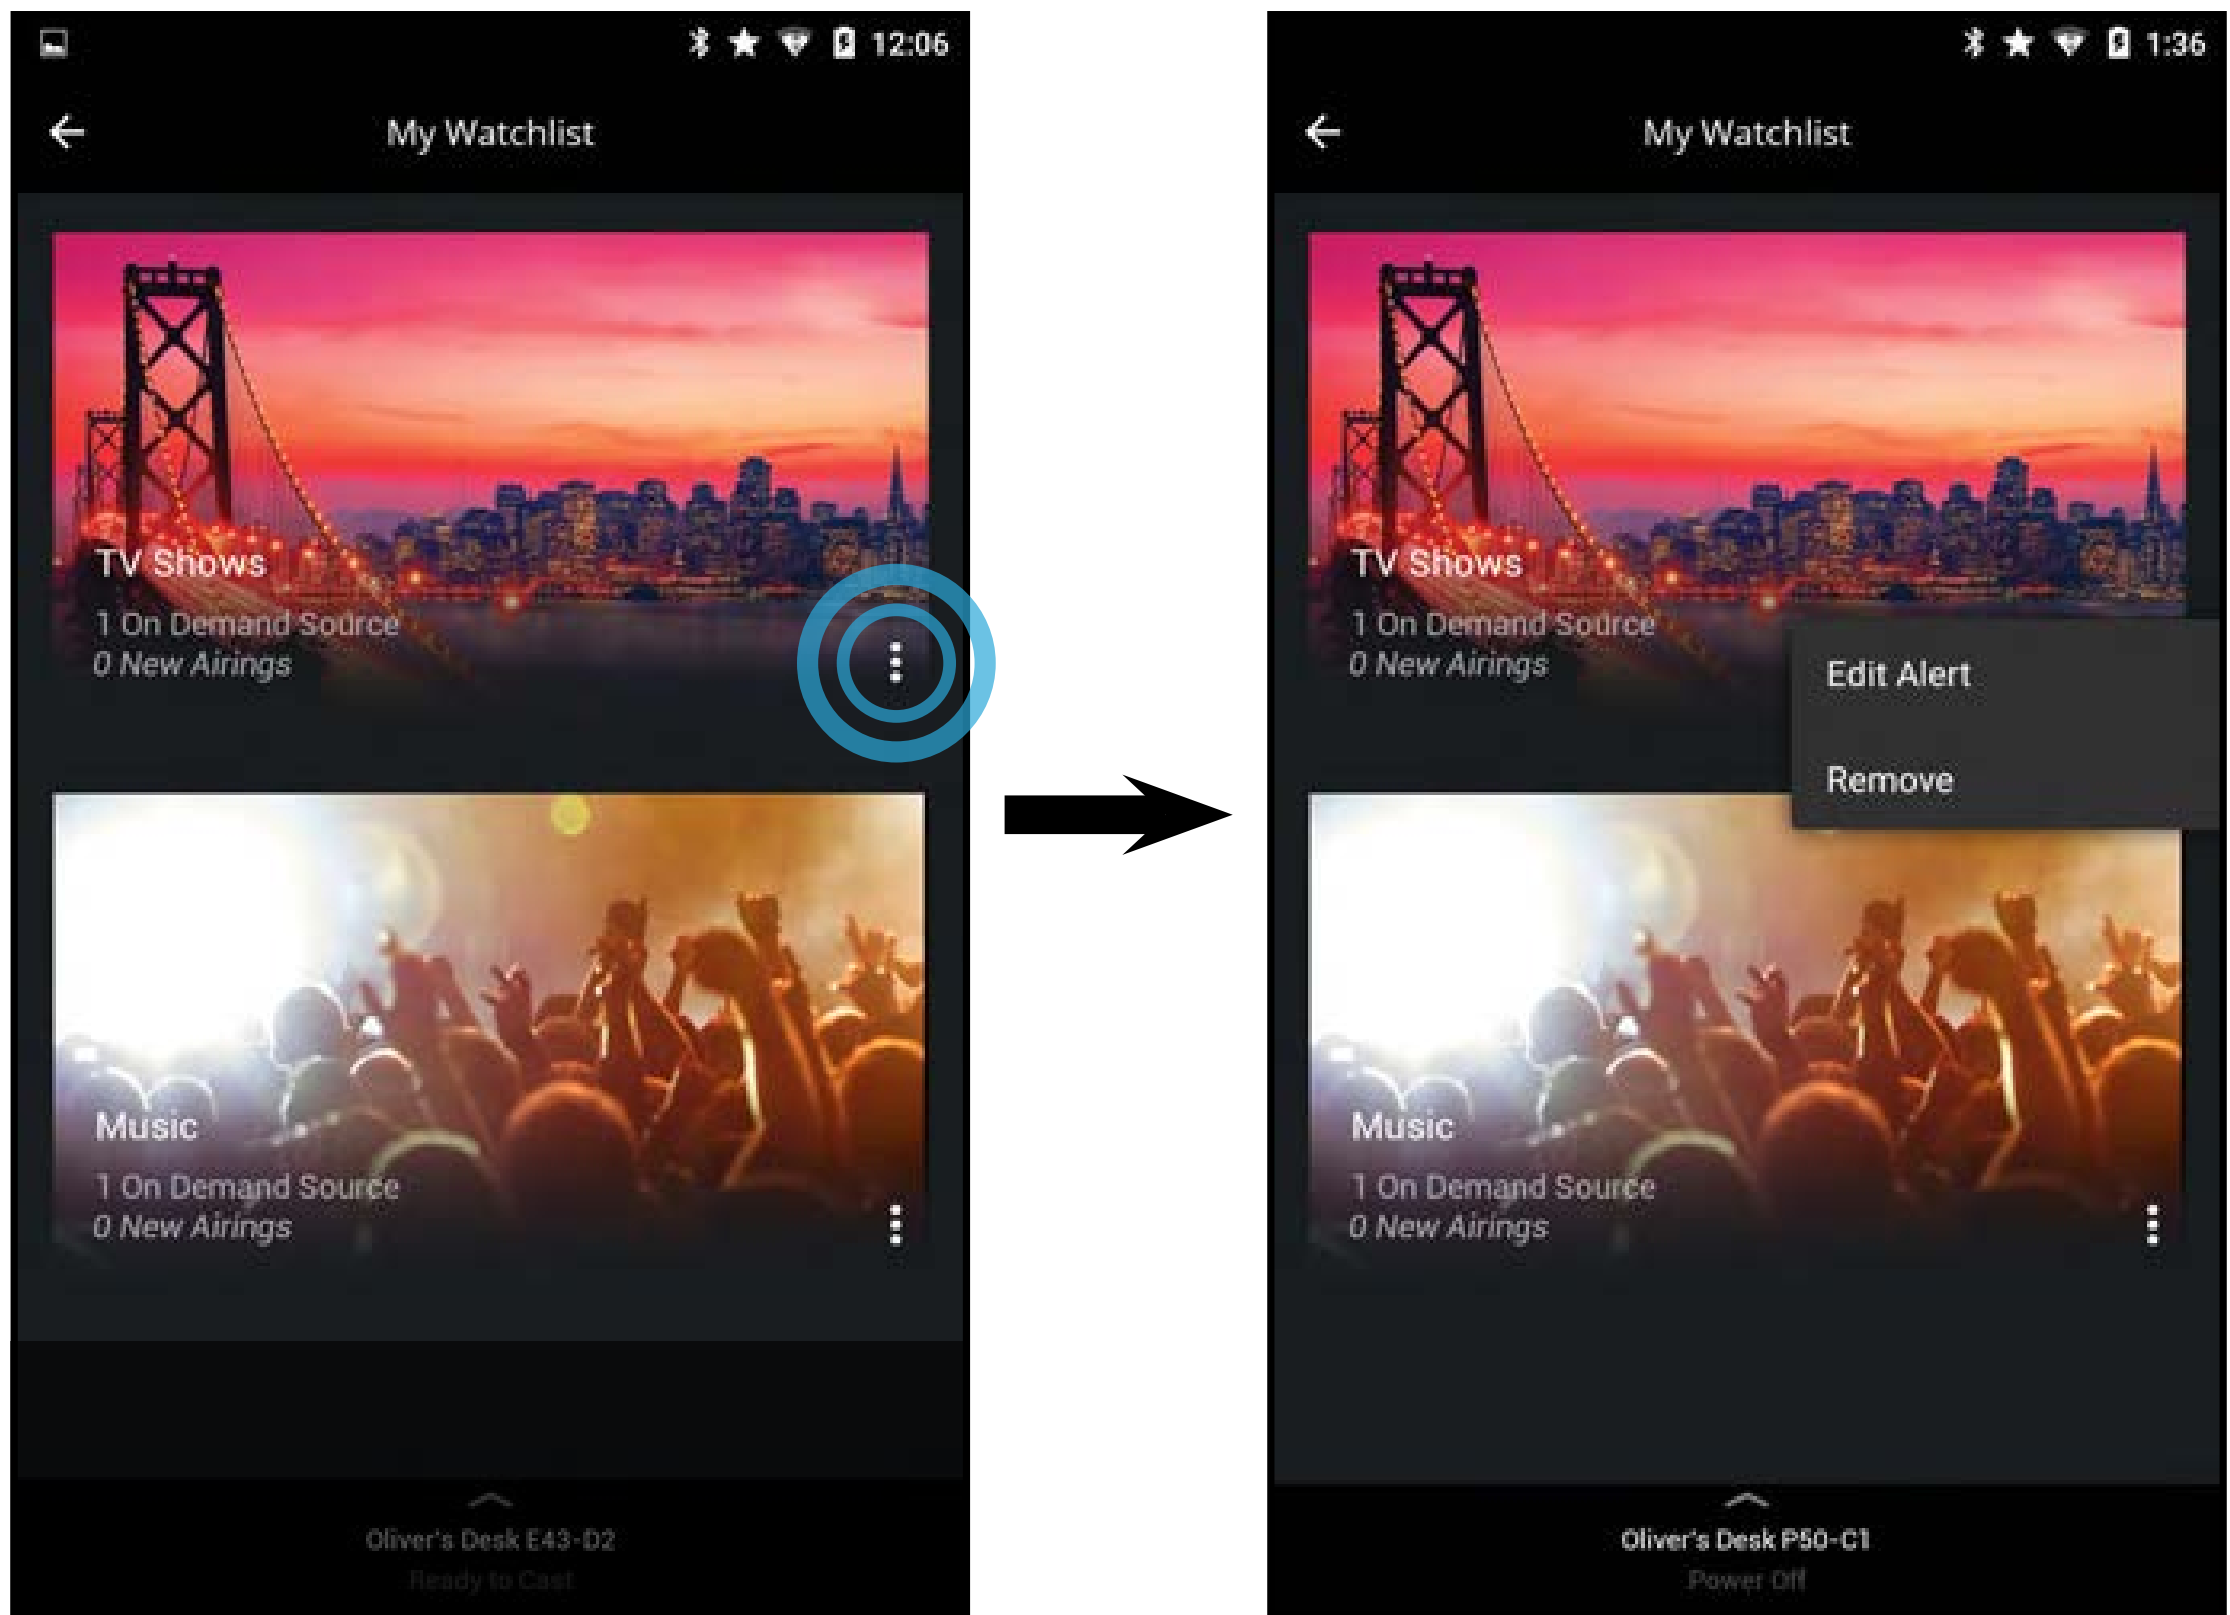 12:06
My Watchlist
TV Shows
1 On Demand Source
0 New Airings
Music
1 On Demand Source
0 New Airings
Oliver's Desk E43-D2
Ready to Cast
1:36
My Watchlist
TV Shows
1 On Demand Source
0 New Airings
Edit Alert
Remove
Music
1 On Demand Source
0 New Airings
Oliver's Desk P50-C1
Power Off